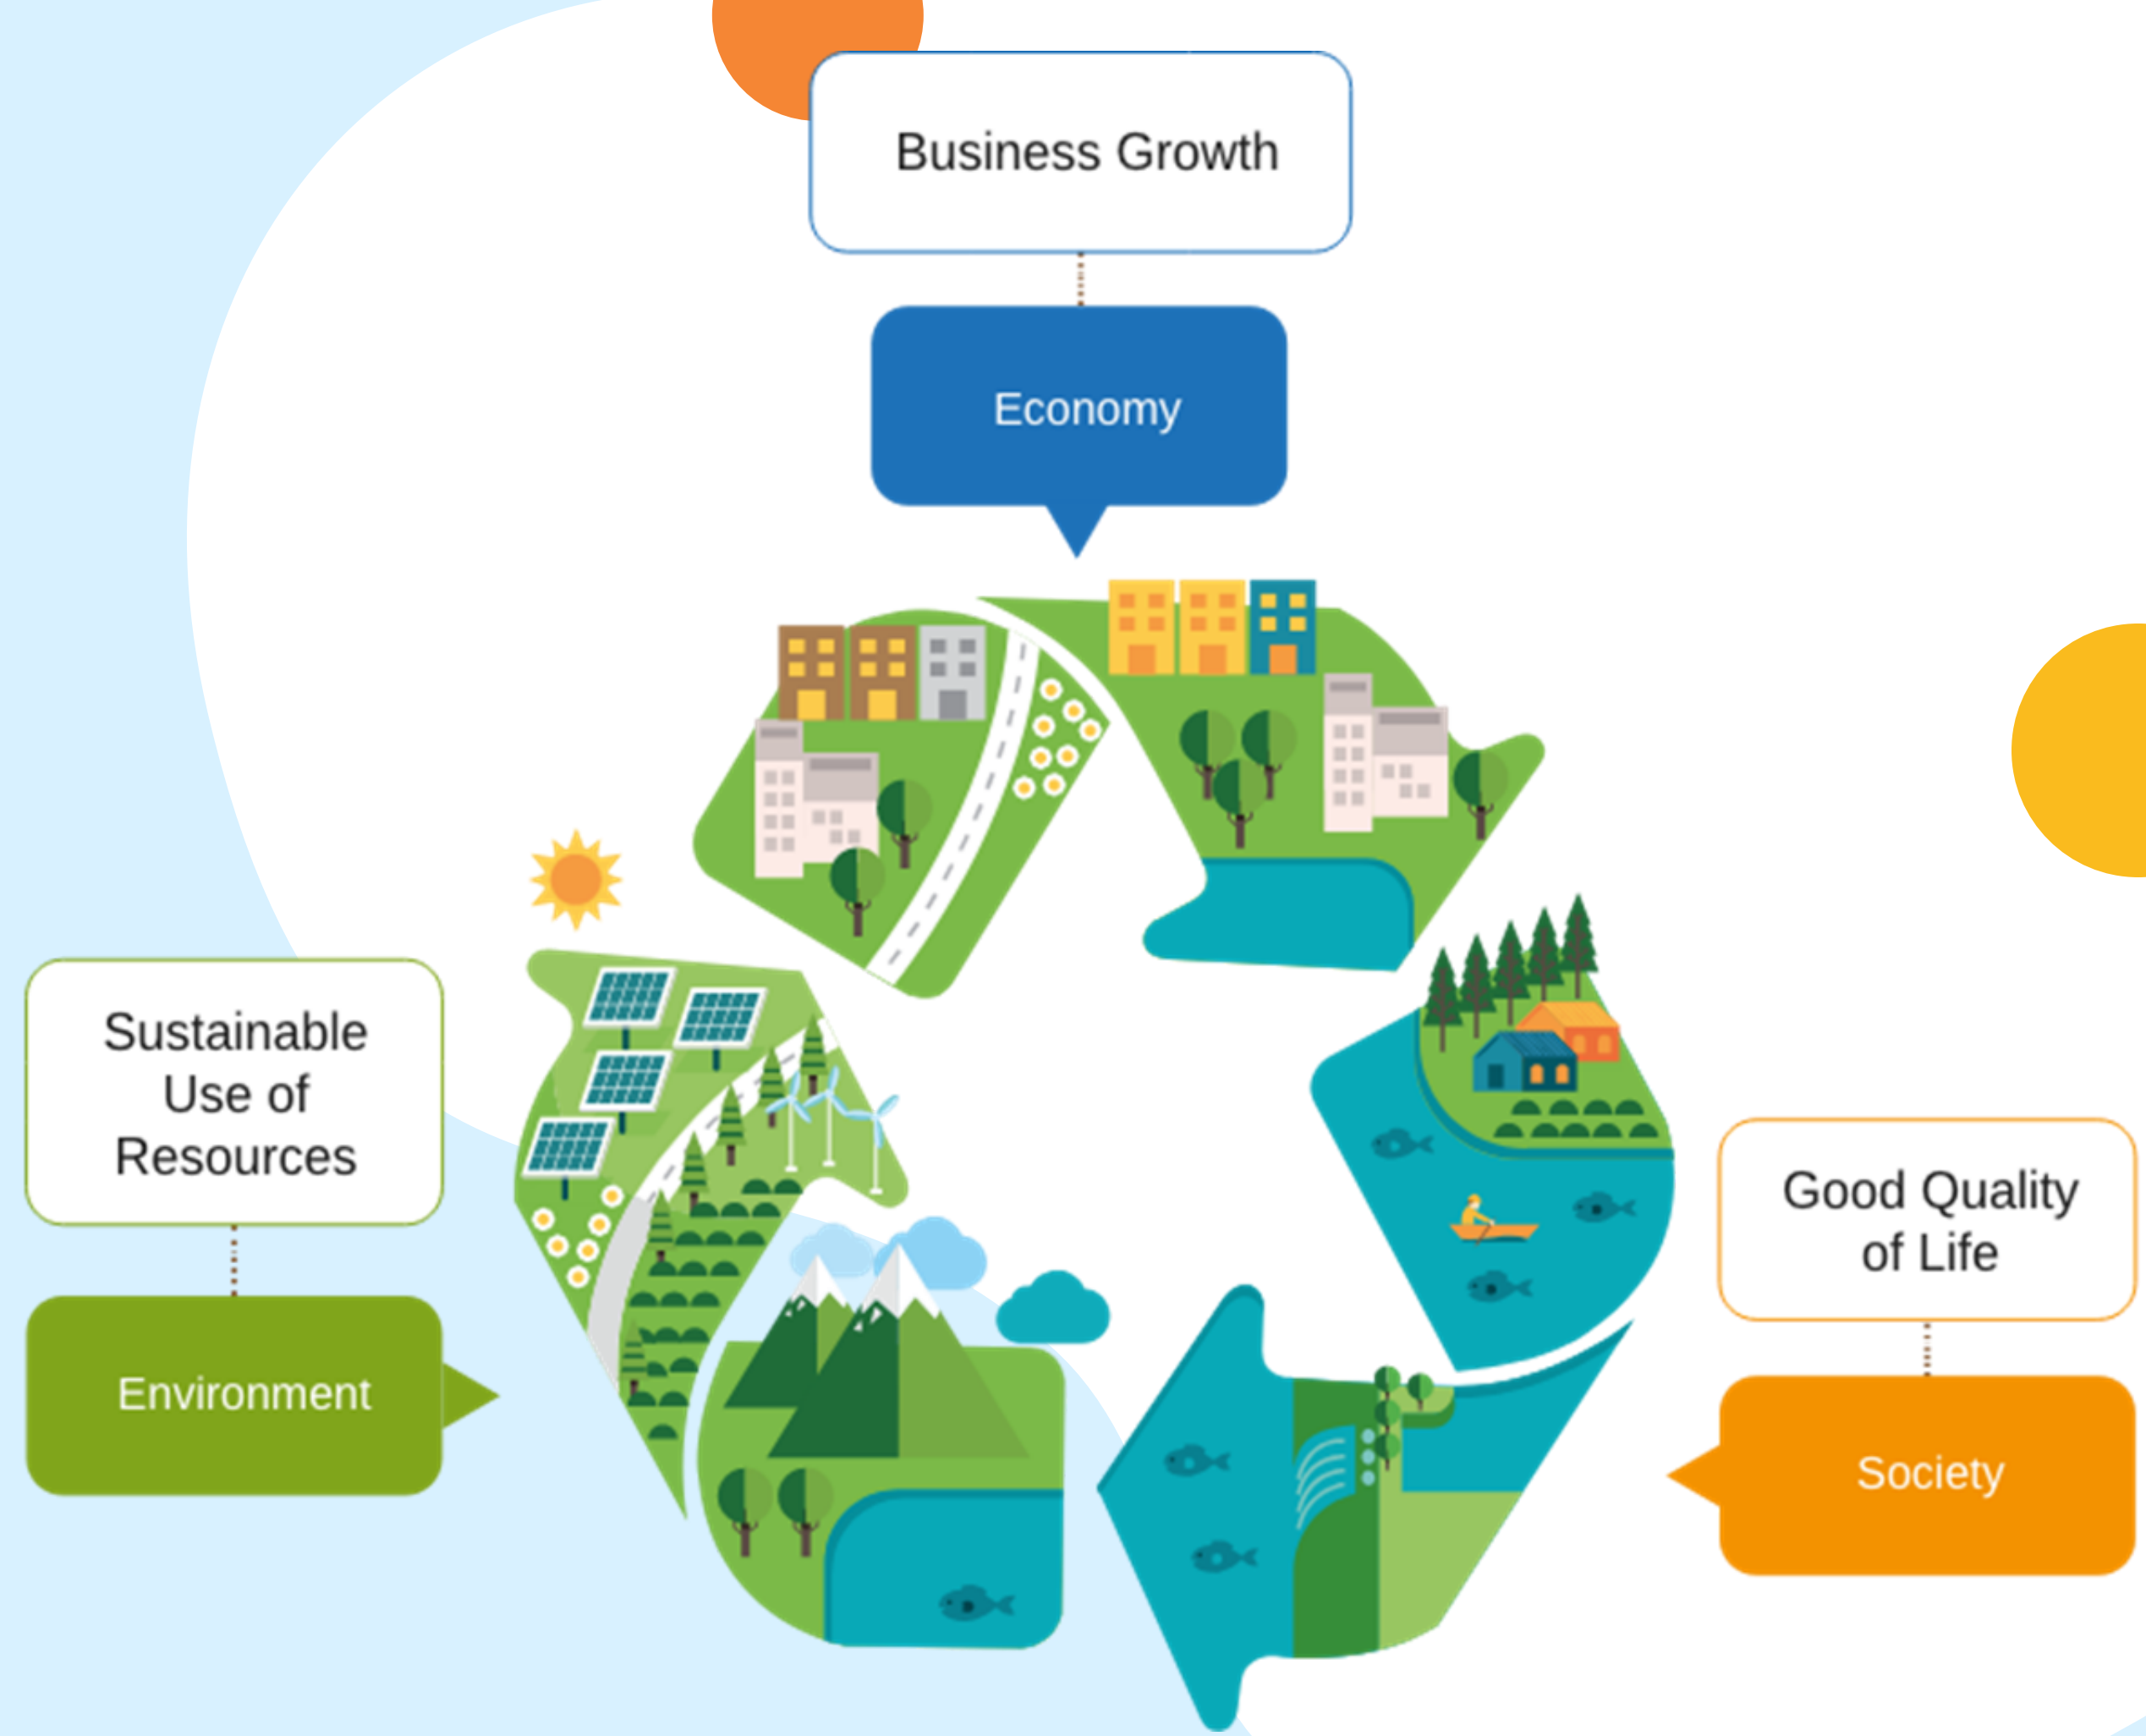 Business Growth
Economy
Sustainable
Use of
Resources
Environment
Good Quality
of Life
Society